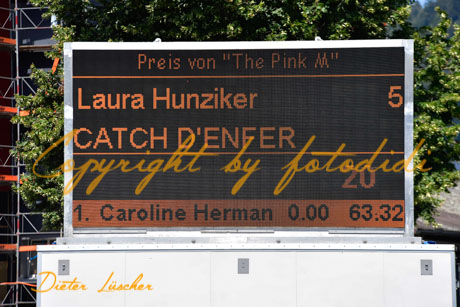 Preis von "The Pink M"
Laura Hunziker 5
CATCH D'ENFER
Copyright by fotodidi
20
1. Caroline Herman 0.00 63.32
Dieter Lüscher